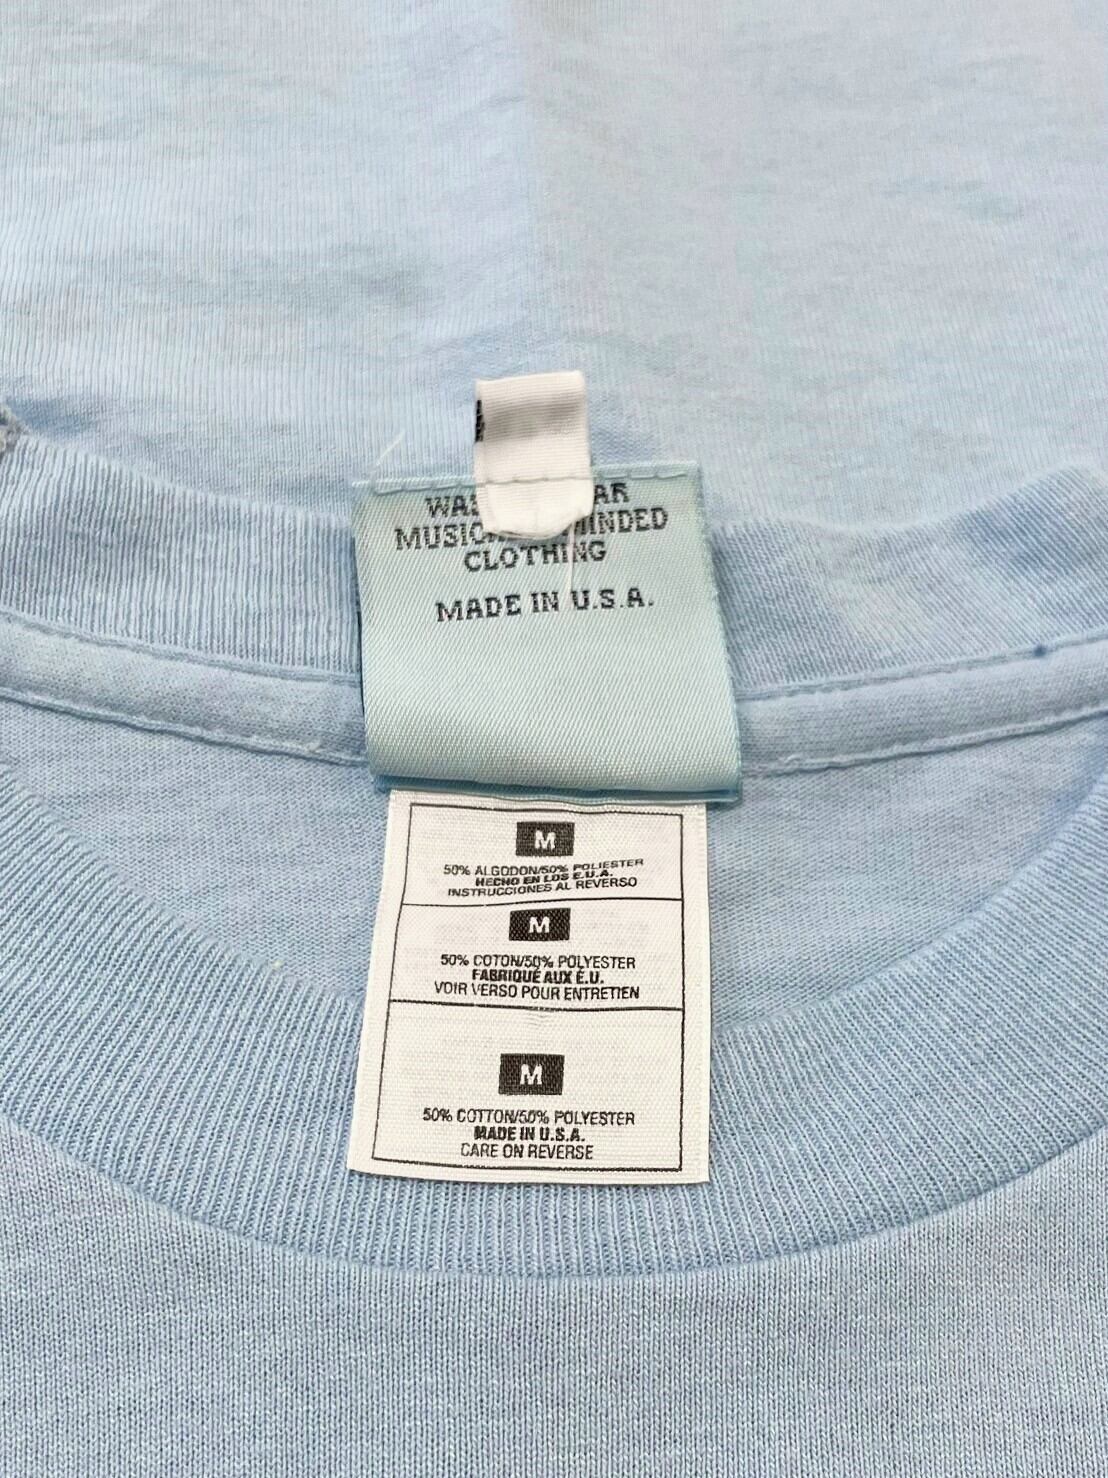 MUSIC MINDED
CLOTHING
MADE IN U.S.A.
M
50% ALGODON/50% POLIESTER
HECHO EN LOS E.U.A.
INSTRUCCIONES AL REVERSO
M
50% COTON/50% POLYESTER
FABRIQUÉ AUX É.U.
VOIR VERSO POUR ENTRETIEN
M
50% COTTON/50% POLYESTER
MADE IN U.S.A.
CARE ON REVERSE